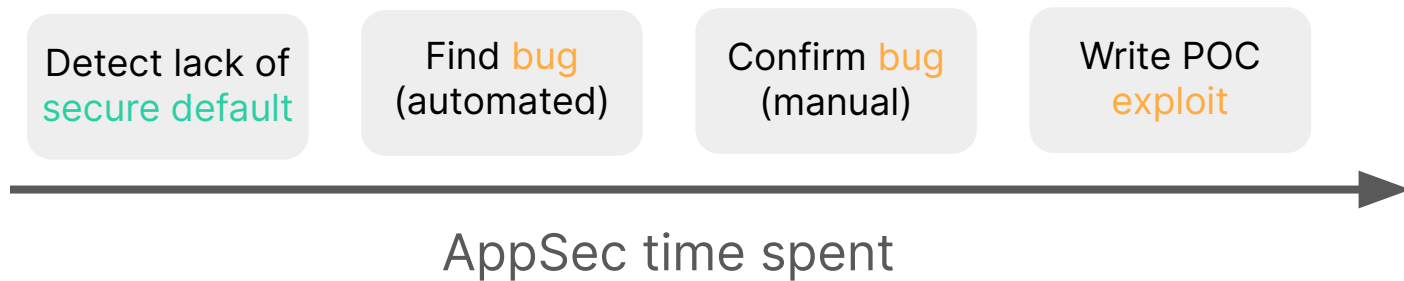 Detect lack of
secure default
Find bug
(automated)
Confirm bug
(manual)
Write POC
exploit
AppSec time spent